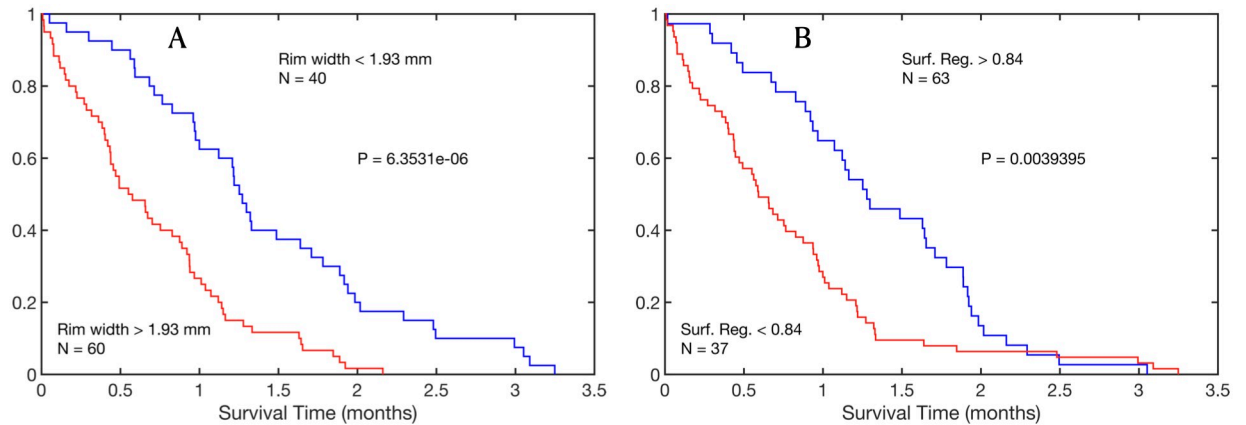 A
Rim width < 1.93 mm
N = 40
P = 6.3531e-06
Rim width > 1.93 mm
N = 60
1
0.8
0.6
0.4
0.2
0
0 0.5 1 1.5 2 2.5 3 3.5
Survival Time (months)
B
Surf. Reg. > 0.84
N = 63
P = 0.0039395
Surf. Reg. < 0.84
N = 37
1
0.8
0.6
0.4
0.2
0
0 0.5 1 1.5 2 2.5 3 3.5
Survival Time (months)